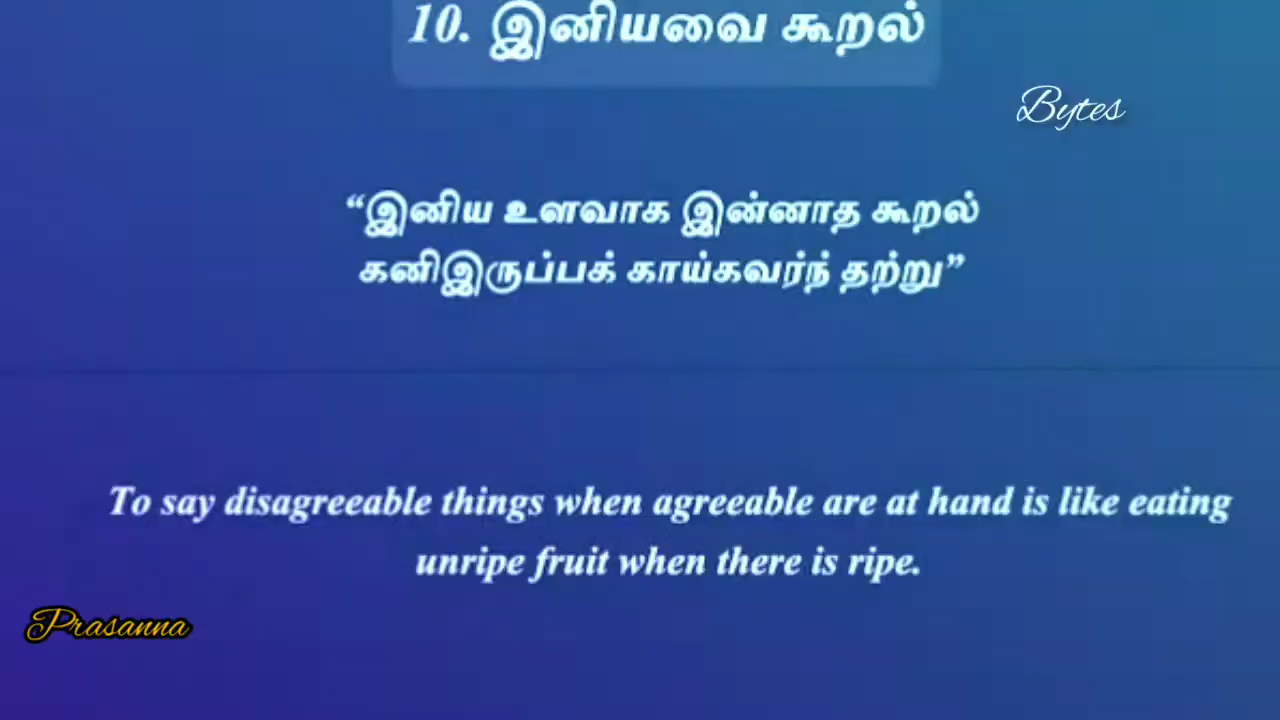 10. இனியவை கூறல்
Bytes
“இனிய உளவாக இன்னாத கூறல்
கனிஇருப்பக் காய்கவர்ந் தற்று”
To say disagreeable things when agreeable are at hand is like eating
unripe fruit when there is ripe.
Prasanna